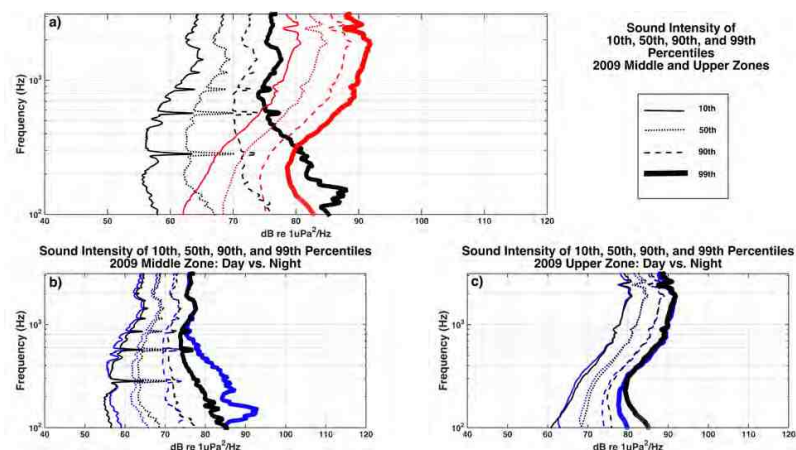 a)
Frequency (Hz)
10³
10²
40 50 60 70 80 90 100 110 120
dB re 1uPa²/Hz
Sound Intensity of
10th, 50th, 90th, and 99th
Percentiles
2009 Middle and Upper Zones
10th
50th
90th
99th
Sound Intensity of 10th, 50th, 90th, and 99th Percentiles
2009 Middle Zone: Day vs. Night
b)
Frequency (Hz)
10³
10²
40 50 60 70 80 90 100 110 120
dB re 1uPa²/Hz
Sound Intensity of 10th, 50th, 90th, and 99th Percentiles
2009 Upper Zone: Day vs. Night
c)
Frequency (Hz)
10³
10²
40 50 60 70 80 90 100 110 120
dB re 1uPa²/Hz